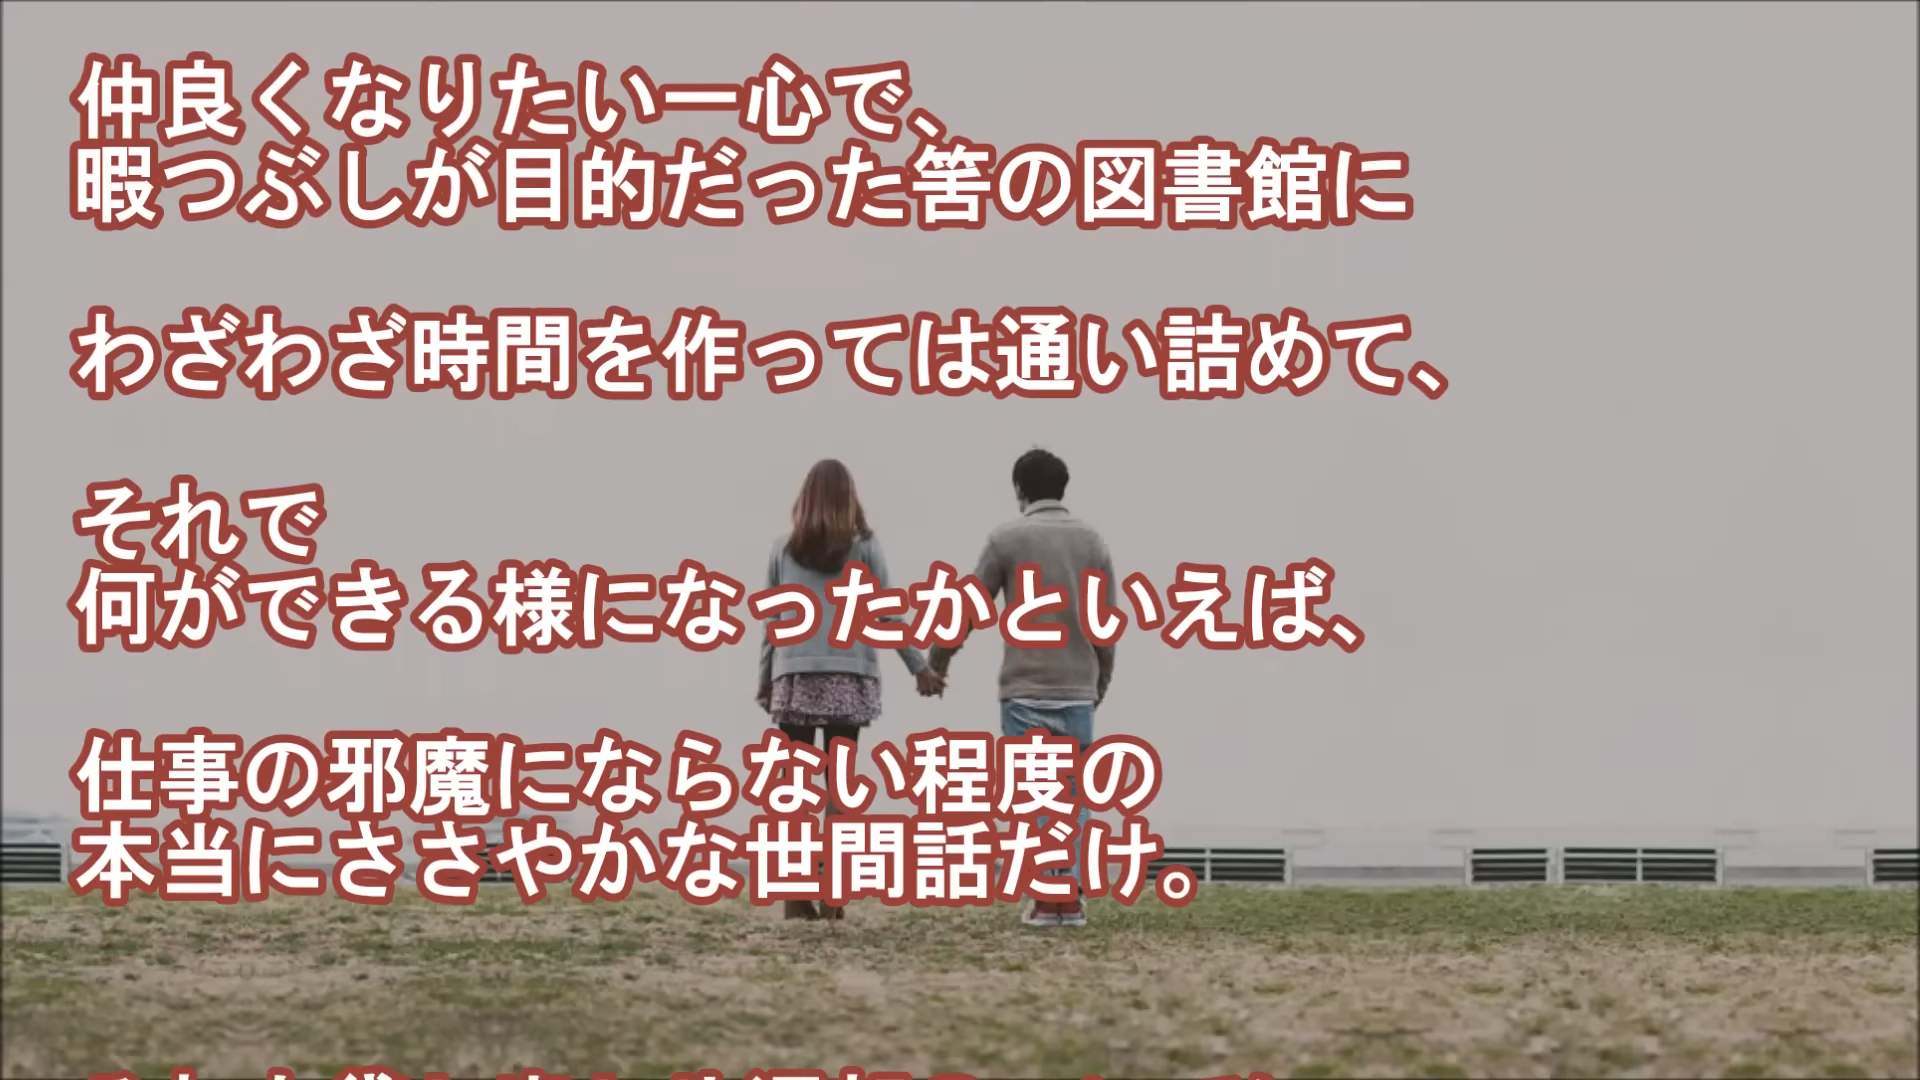 仲良くなりたい一心で、
暇つぶしが目的だった筈の図書館に
わざわざ時間を作っては通い詰めて、
それで
何ができる様になったかといえば、
仕事の邪魔にならない程度の
本当にささやかな世間話だけ。